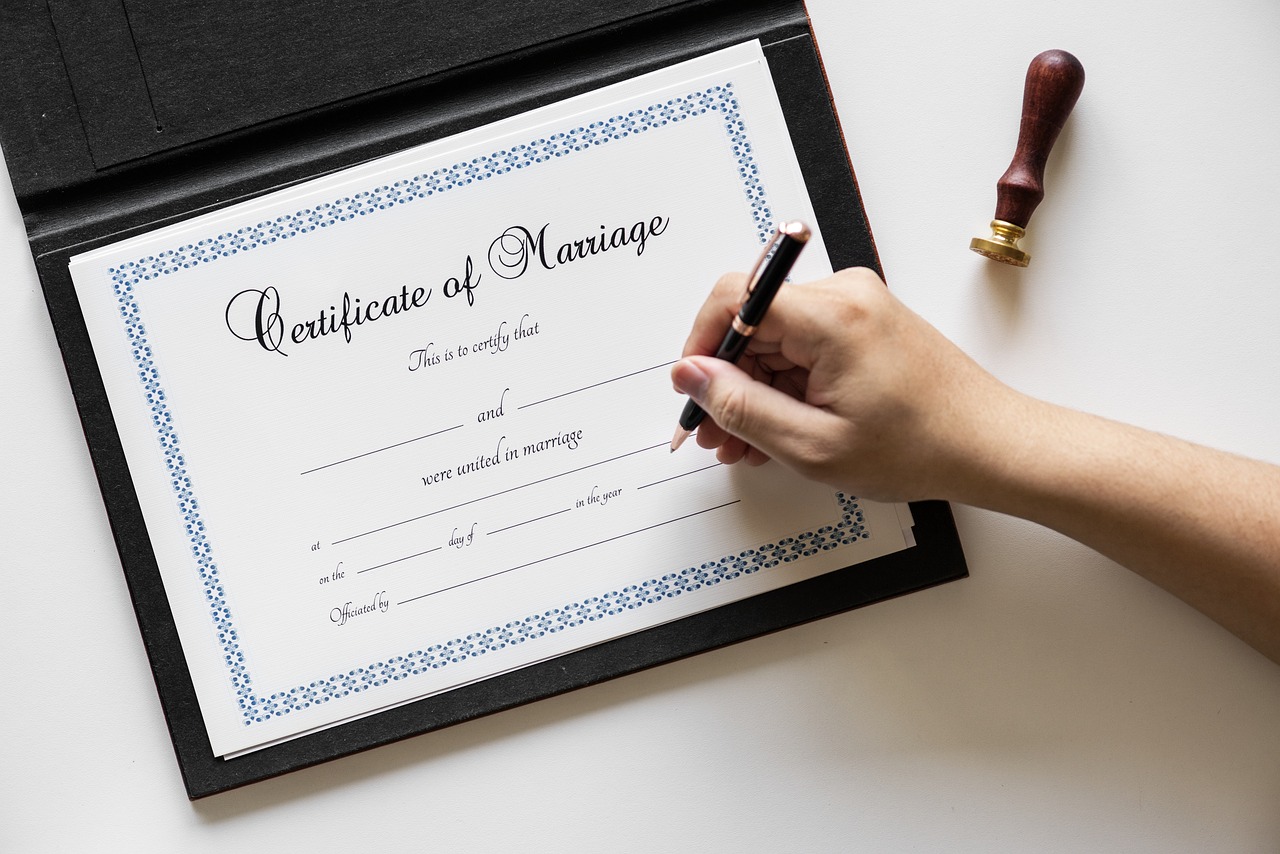 Certificate of Marriage
This is to certify that
and
were united in marriage
at
on the day of in the year
Officiated by